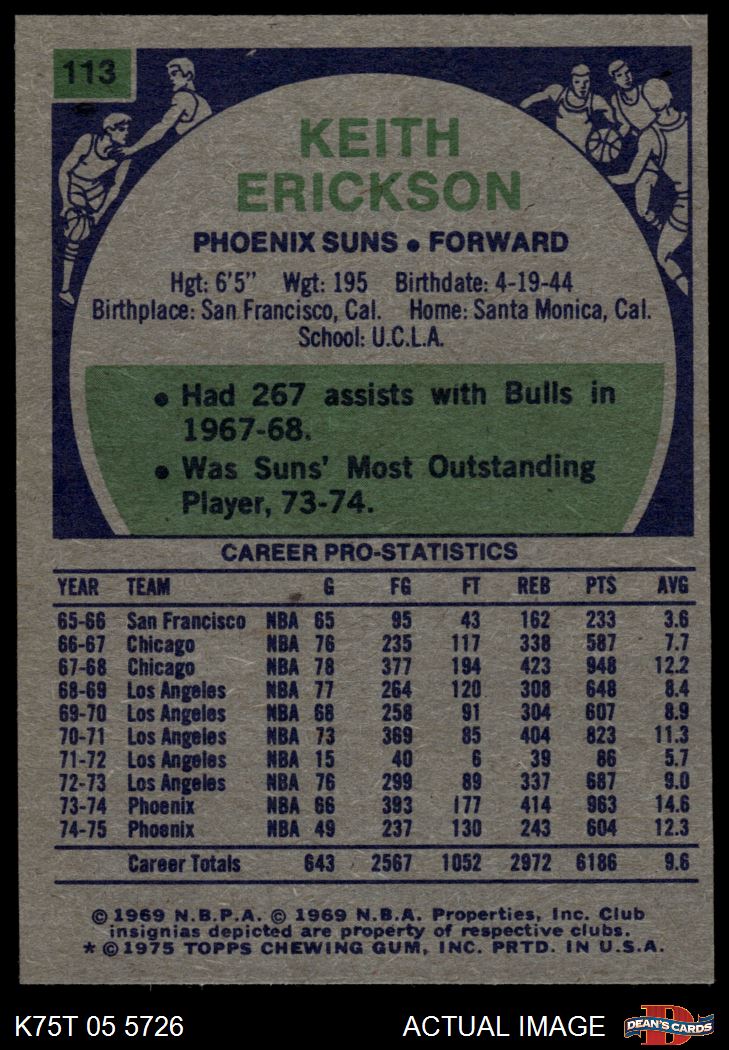 113
KEITH
ERICKSON
PHOENIX SUNS • FORWARD
Hgt: 6'5" Wgt: 195 Birthdate: 4-19-44
Birthplace: San Francisco, Cal. Home: Santa Monica, Cal.
School: U.C.L.A.
• Had 267 assists with Bulls in
1967-68.
• Was Suns' Most Outstanding
Player, 73-74.
CAREER PRO-STATISTICS
YEAR TEAM G FG FT REB PTS AVG
65-66 San Francisco NBA 65 95 43 162 233 3.6
66-67 Chicago NBA 76 235 117 338 587 7.7
67-68 Chicago NBA 78 377 194 423 948 12.2
68-69 Los Angeles NBA 77 264 120 308 648 8.4
69-70 Los Angeles NBA 68 258 91 304 607 8.9
70-71 Los Angeles NBA 73 369 85 404 823 11.3
71-72 Los Angeles NBA 15 40 6 39 86 5.7
72-73 Los Angeles NBA 76 299 89 337 687 9.0
73-74 Phoenix NBA 66 393 177 414 963 14.6
74-75 Phoenix NBA 49 237 130 243 604 12.3
Career Totals 643 2567 1052 2972 6186 9.6
© 1969 N.B.P.A. © 1969 N.B.A. Properties, Inc. Club
insignias depicted are property of respective clubs.
* © 1975 TOPPS CHEWING GUM, INC. PRTD. IN U.S.A.
K75T 05 5726 ACTUAL IMAGE
D
DEAN'S CARDS